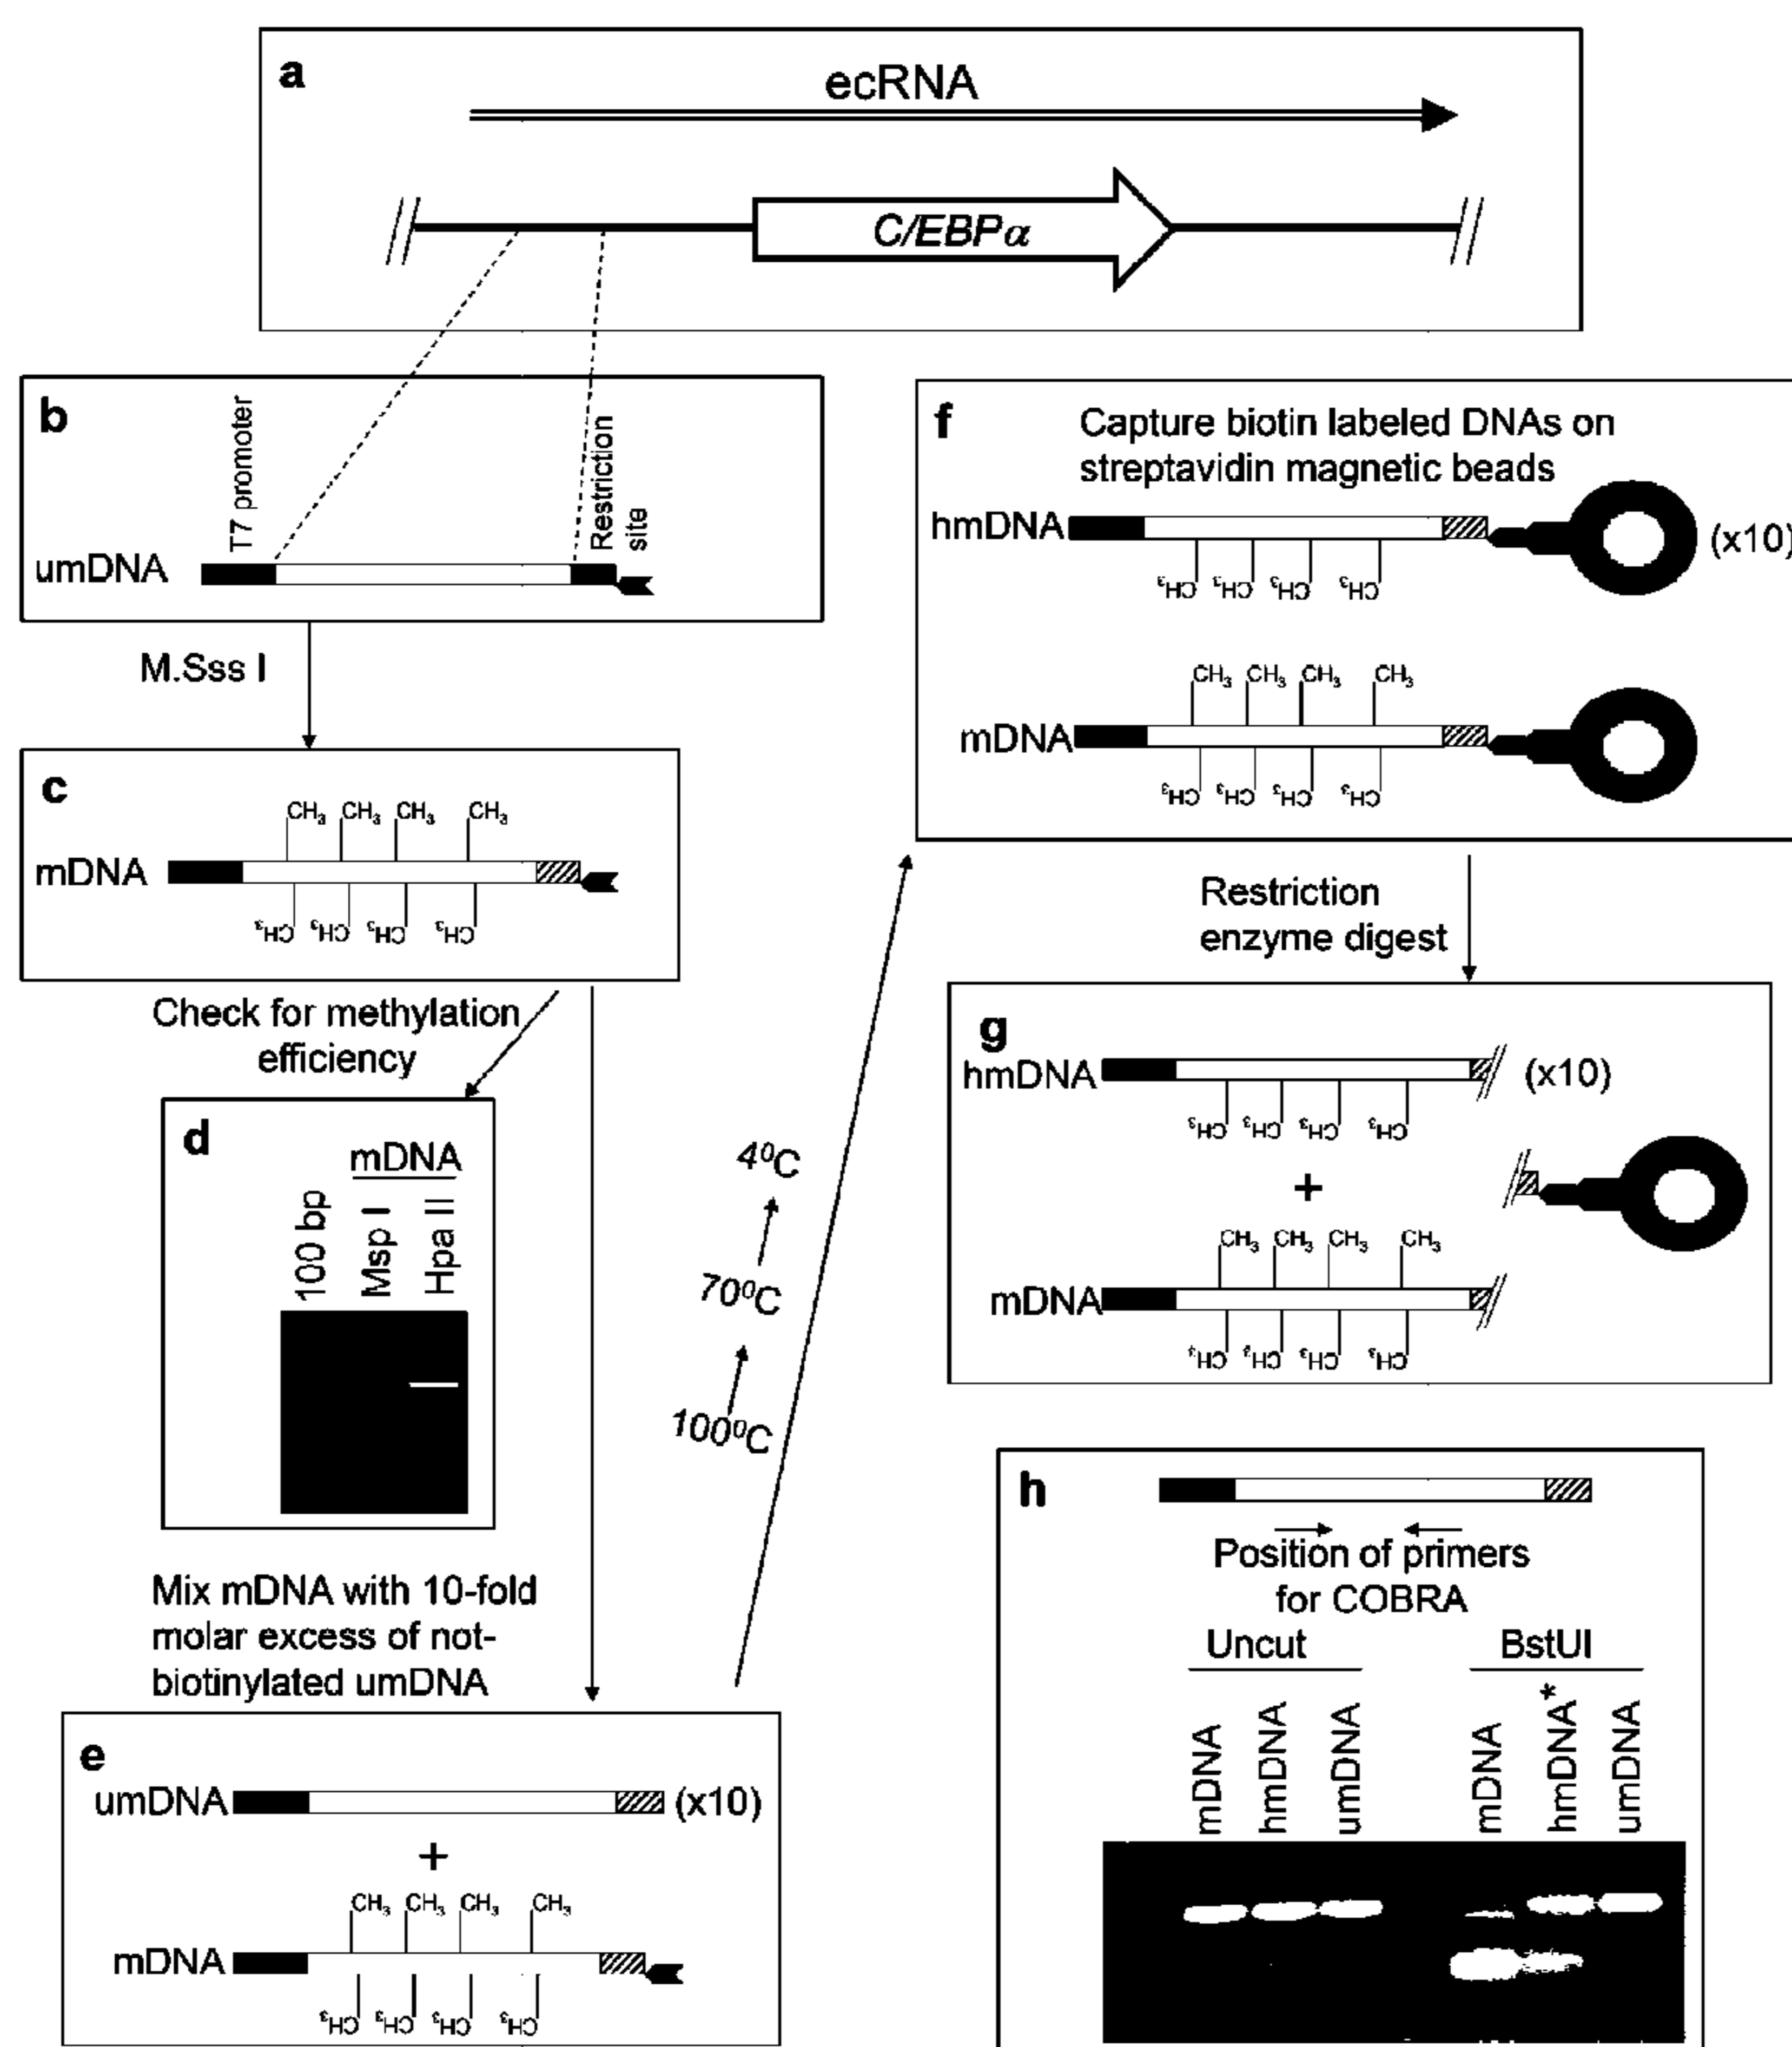 a
ecRNA
C/EBPα
b
T7 promoter
Restriction
site
umDNA
M.Sss I
c
CH3 CH3 CH3 CH3
mDNA
CH3 CH3 CH3 CH3
Check for methylation
efficiency
d
mDNA
100 bp
Msp I
Hpa II
Mix mDNA with 10-fold
molar excess of not-
biotinylated umDNA
e
umDNA (x10)
+
CH3 CH3 CH3 CH3
mDNA
CH3 CH3 CH3 CH3
4⁰C
70⁰C
100⁰C
f
Capture biotin labeled DNAs on
streptavidin magnetic beads
hmDNA (x10)
CH3 CH3 CH3 CH3
CH3 CH3 CH3 CH3
mDNA
CH3 CH3 CH3 CH3
Restriction
enzyme digest
g
hmDNA (x10)
CH3 CH3 CH3 CH3
+
CH3 CH3 CH3 CH3
mDNA
CH3 CH3 CH3 CH3
h
Position of primers
for COBRA
Uncut BstUI
mDNA
hmDNA
umDNA
mDNA
hmDNA*
umDNA